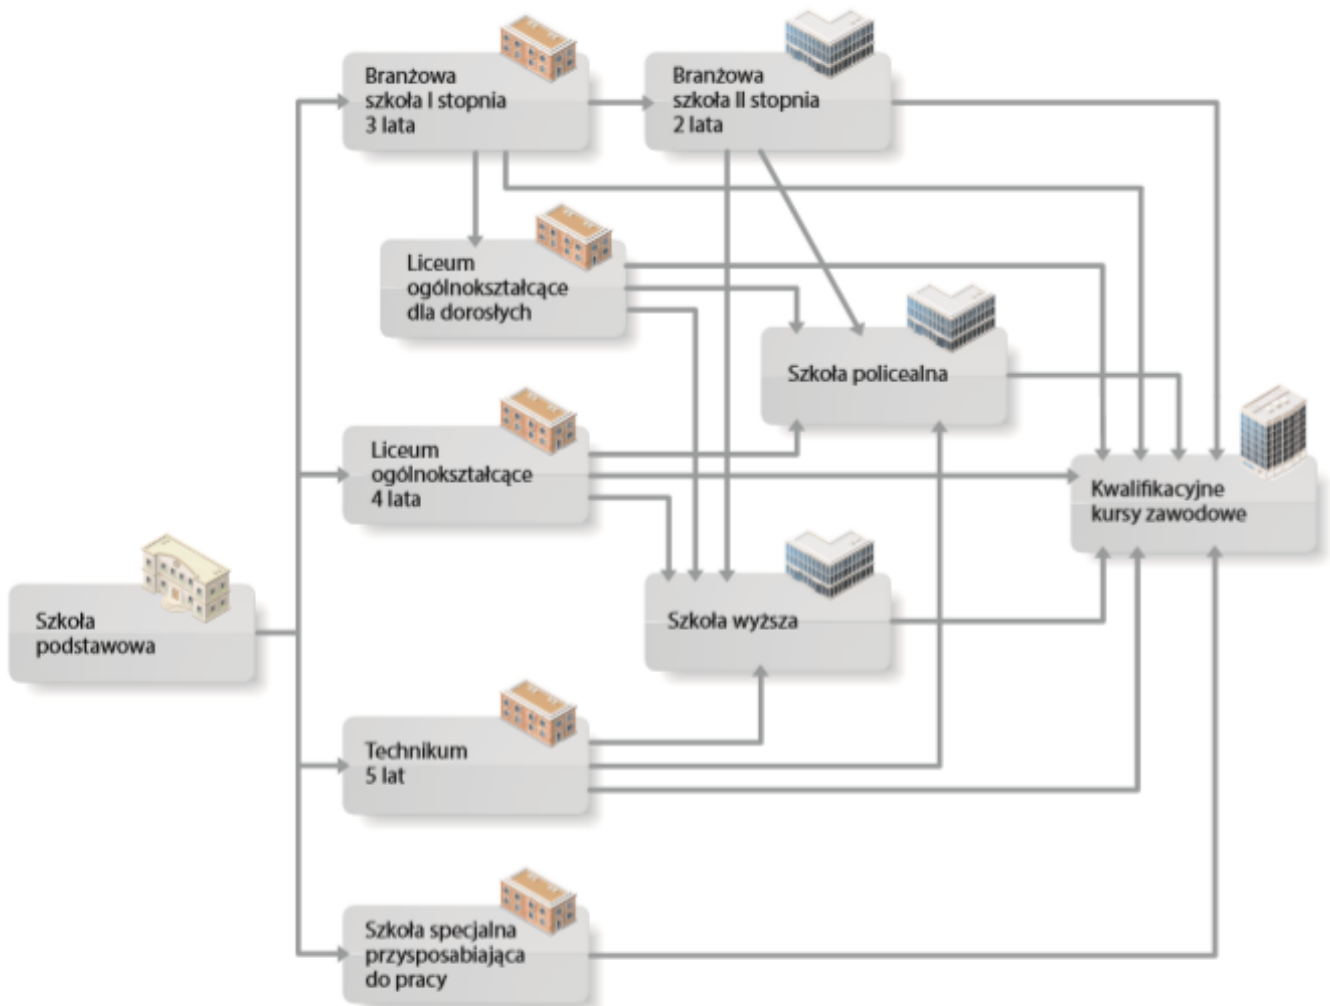 Branżowa
szkoła I stopnia
3 lata
Branżowa
szkoła II stopnia
2 lata
Liceum
ogólnokształcące
dla dorosłych
Szkoła policealna
Liceum
ogólnokształcące
4 lata
Kwalifikacyjne
kursy zawodowe
Szkoła
podstawowa
Szkoła wyższa
Technikum
5 lat
Szkoła specjalna
przysposabiająca
do pracy